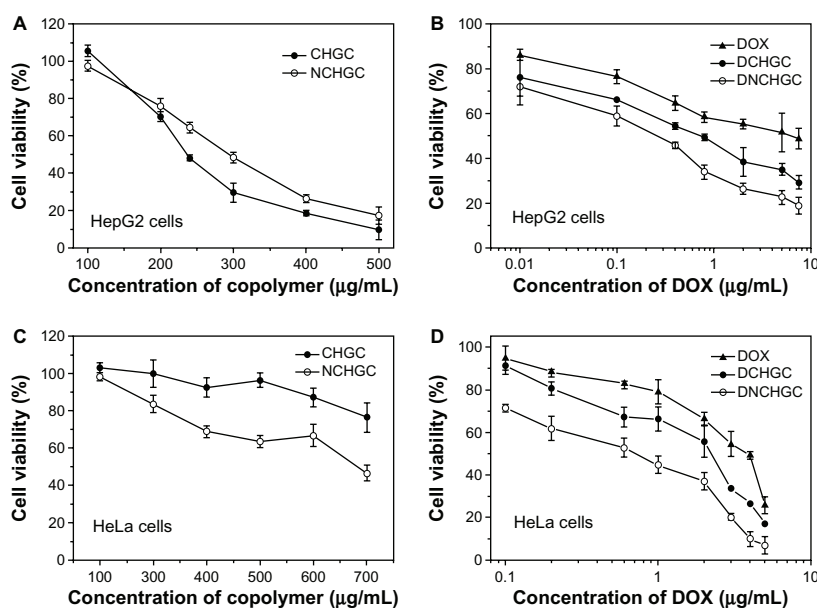 A
CHGC
NCHGC
Cell viability (%)
120
100
80
60
40
20
0
HepG2 cells
100 200 300 400 500
Concentration of copolymer (μg/mL)
B
DOX
DCHGC
DNCHGC
Cell viability (%)
100
80
60
40
20
0
HepG2 cells
0.01 0.1 1 10
Concentration of DOX (μg/mL)
C
CHGC
NCHGC
Cell viability (%)
120
100
80
60
40
20
0
HeLa cells
100 300 400 500 600 700
Concentration of copolymer (μg/mL)
D
DOX
DCHGC
DNCHGC
Cell viability (%)
100
80
60
40
20
0
HeLa cells
0.1 1 10
Concentration of DOX (μg/mL)